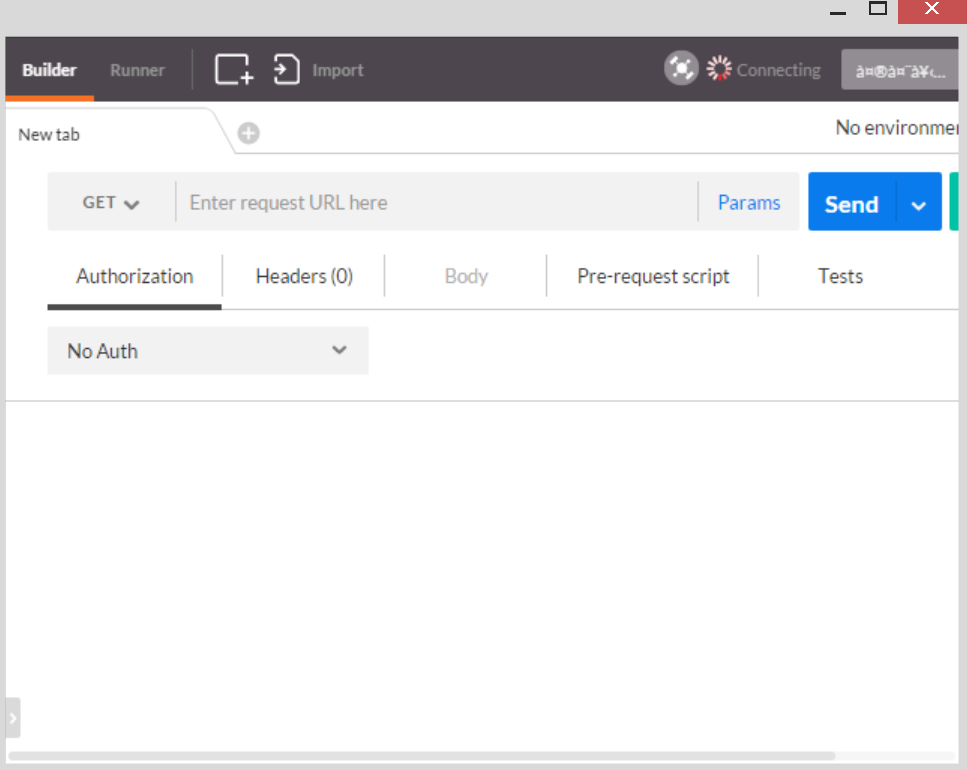 Builder Runner Import Connecting à¤®à¤¨à¥‹...
New tab No environme
GET Enter request URL here Params Send
Authorization Headers (0) Body Pre-request script Tests
No Auth